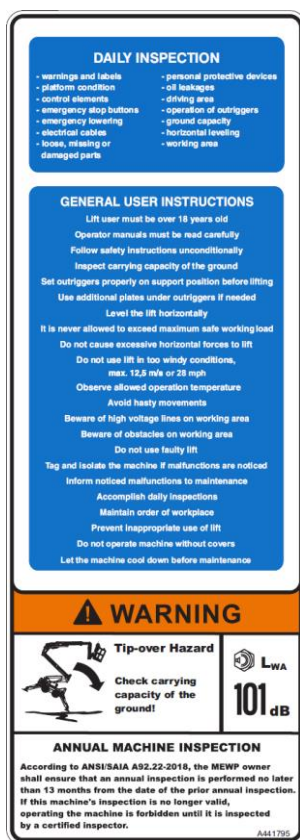 DAILY INSPECTION
- warnings and labels
- platform condition
- control elements
- emergency stop buttons
- emergency lowering
- electrical cables
- loose, missing or
damaged parts
- personal protective devices
- oil leakages
- driving area
- operation of outriggers
- ground capacity
- horizontal leveling
- working area
GENERAL USER INSTRUCTIONS
Lift user must be over 18 years old
Operator manuals must be read carefully
Follow safety instructions unconditionally
Inspect carrying capacity of the ground
Set outriggers properly on support position before lifting
Use additional plates under outriggers if needed
Level the lift horizontally
It is never allowed to exceed maximum safe working load
Do not cause excessive horizontal forces to lift
Do not use lift in too windy conditions,
max. 12,5 m/s or 28 mph
Observe allowed operation temperature
Avoid hasty movements
Beware of high voltage lines on working area
Beware of obstacles on working area
Do not use faulty lift
Tag and isolate the machine if malfunctions are noticed
Inform noticed malfunctions to maintenance
Accomplish daily inspections
Maintain order of workplace
Prevent inappropriate use of lift
Do not operate machine without covers
Let the machine cool down before maintenance
WARNING
Tip-over Hazard
Check carrying
capacity of the
ground!
LWA
101 dB
ANNUAL MACHINE INSPECTION
According to ANSI/SAIA A92.22-2018, the MEWP owner
shall ensure that an annual inspection is performed no later
than 13 months from the date of the prior annual inspection.
If this machine's inspection is no longer valid,
operating the machine is forbidden until it is inspected
by a certified inspector.
A441795